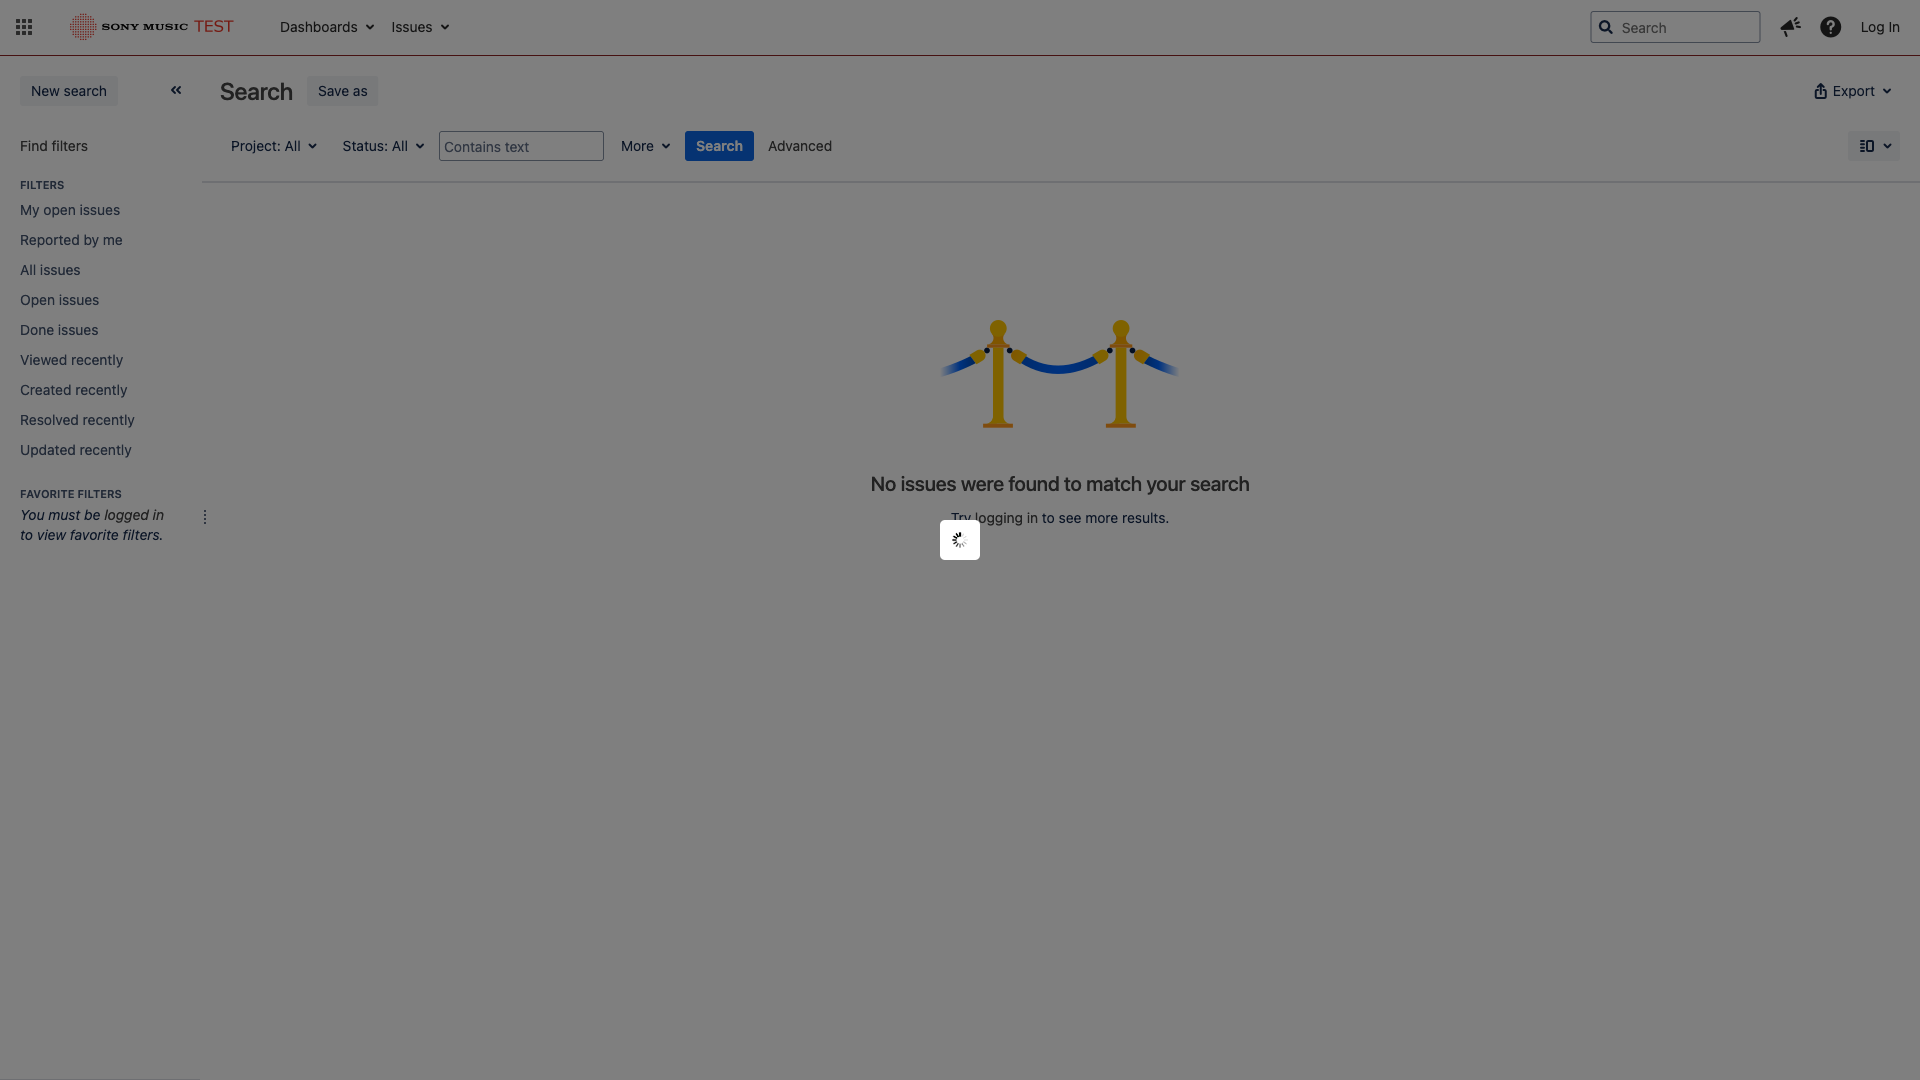 SONY MUSIC TEST
Dashboards
Issues
Search
Log In
New search
Search
Save as
Export
Find filters
Project: All
Status: All
Contains text
More
Search
Advanced
FILTERS
My open issues
Reported by me
All issues
Open issues
Done issues
Viewed recently
Created recently
Resolved recently
Updated recently
FAVORITE FILTERS
You must be logged in
to view favorite filters.
No issues were found to match your search
Try logging in to see more results.